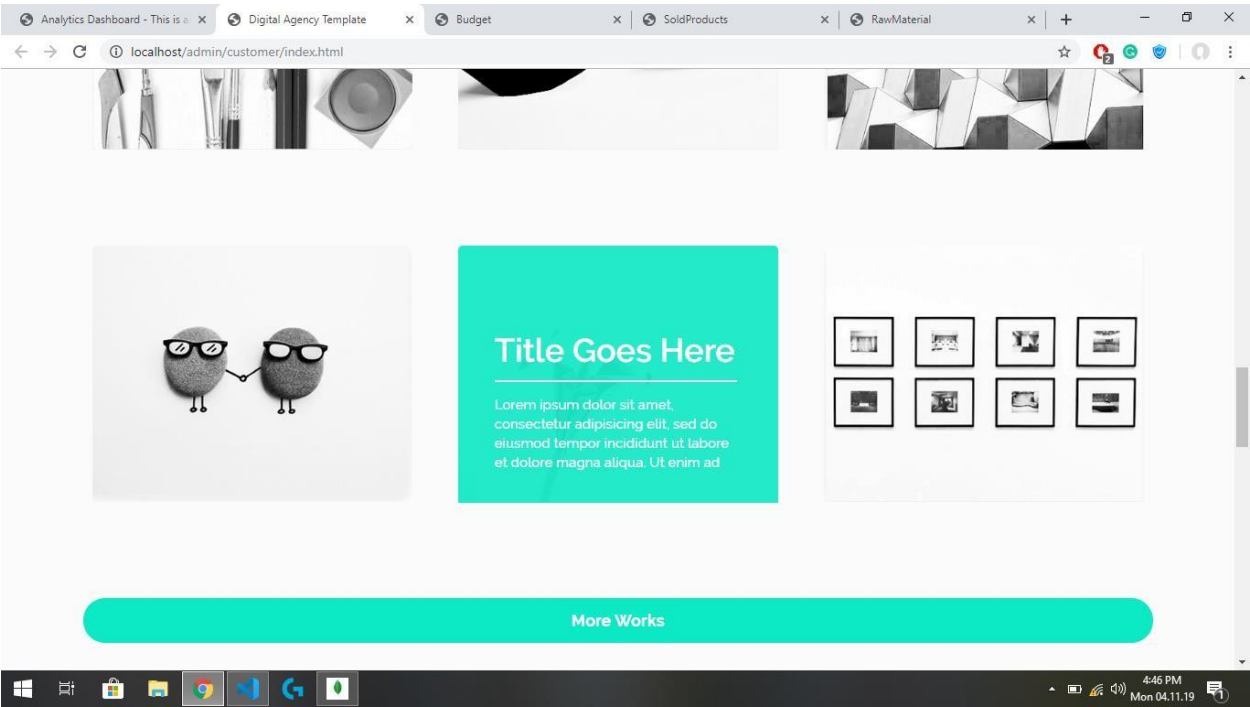 Analytics Dashboard - This is a
Digital Agency Template
Budget
SoldProducts
RawMaterial
localhost/admin/customer/index.html
2
Title Goes Here
Lorem ipsum dolor sit amet,
consectetur adipisicing elit, sed do
eiusmod tempor incididunt ut labore
et dolore magna aliqua. Ut enim ad
More Works
4:46 PM
Mon 04.11.19
1